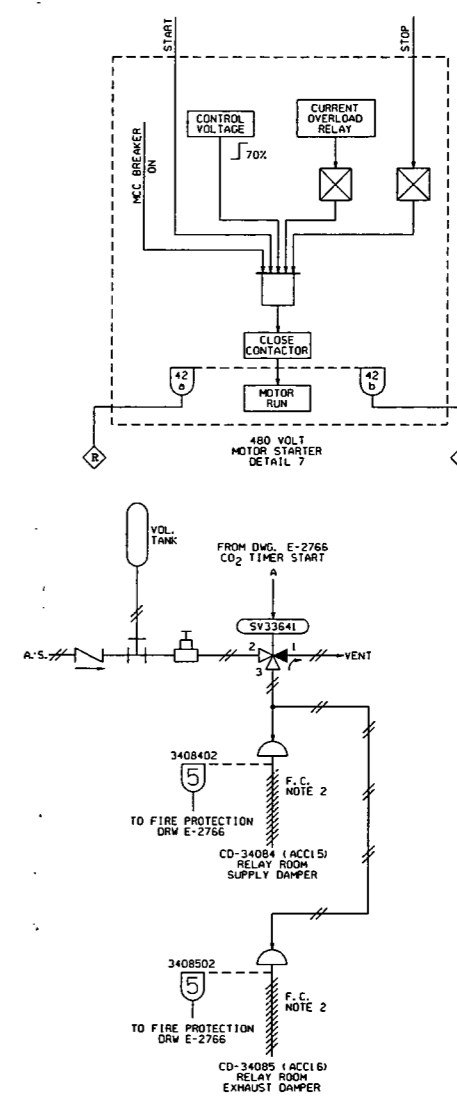 START
STOP
CONTROL
VOLTAGE
CURRENT
OVERLOAD
RELAY
70%
MCC BREAKER
ON
CLOSE
CONTACTOR
42
a
MOTOR
RUN
42
b
R
480 VOLT
MOTOR STARTER
DETAIL 7
VOL.
TANK
FROM DWG. E-2766
CO2 TIMER START
A
SV33641
A.S.
2
1
VENT
3
3408402
5
F.C.
NOTE 2
TO FIRE PROTECTION
DRW E-2766
CD-34084 (ACC15)
RELAY ROOM
SUPPLY DAMPER
3408502
5
F.C.
NOTE 2
TO FIRE PROTECTION
DRW E-2766
CD-34085 (ACC16)
RELAY ROOM
EXHAUST DAMPER